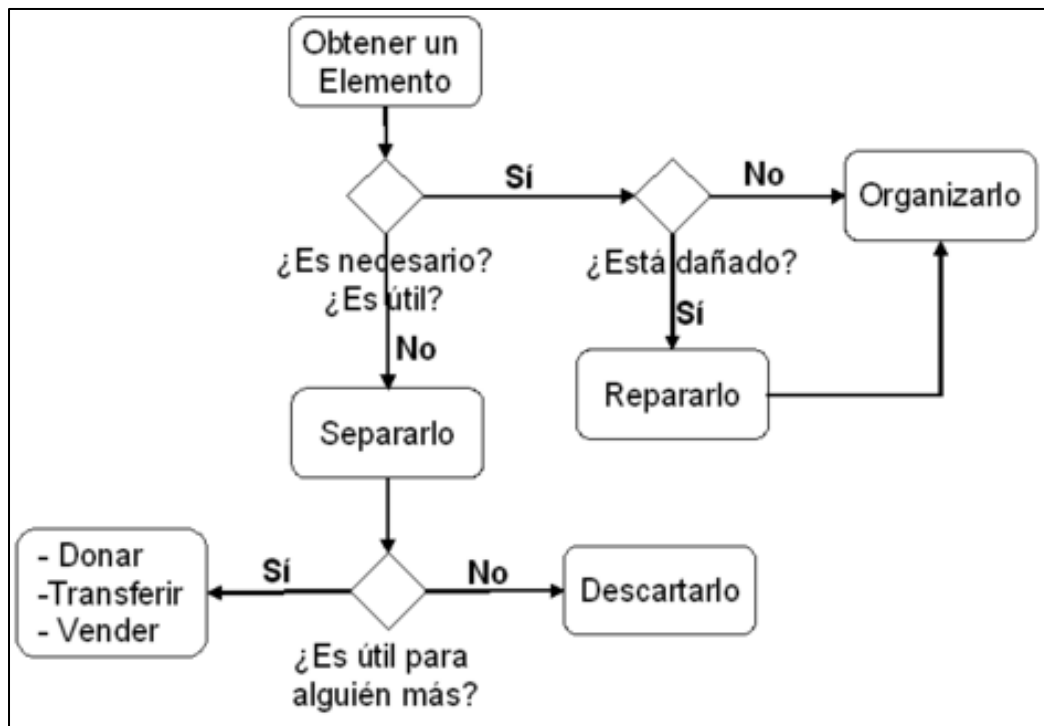 Obtener un
Elemento
Sí
No
Organizarlo
¿Es necesario?
¿Es útil?
¿Está dañado?
Sí
No
Repararlo
Separarlo
- Donar
-Transferir
- Vender
Sí
No
Descartarlo
¿Es útil para
alguién más?